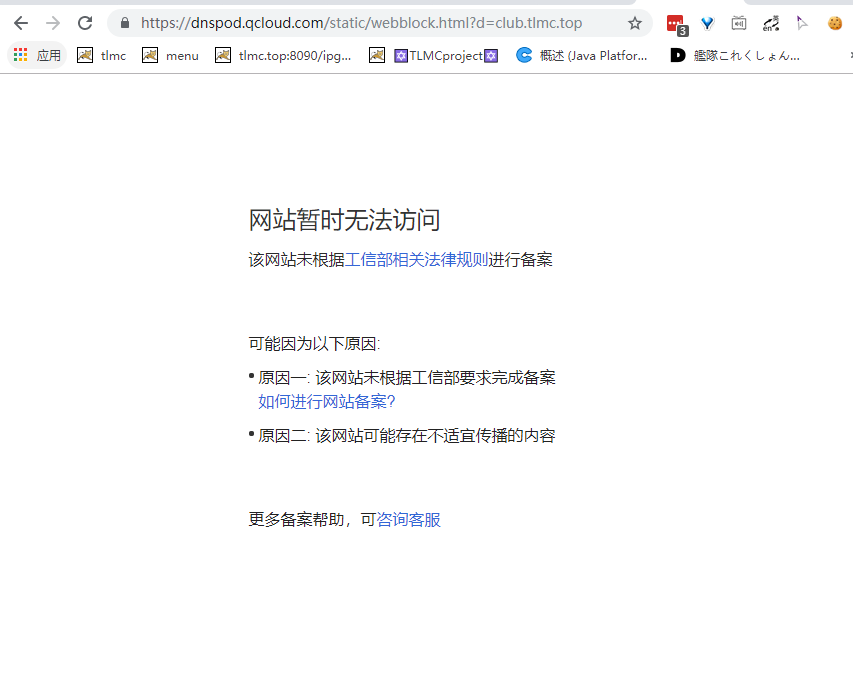 https://dnspod.qcloud.com/static/webblock.html?d=club.tlmc.top
3
en
应用 tlmc menu tlmc.top:8090/ipg... TLMCproject 概述 (Java Platfor... D 艦隊これくしょん...
网站暂时无法访问
该网站未根据工信部相关法律规则进行备案
可能因为以下原因:
• 原因一: 该网站未根据工信部要求完成备案
如何进行网站备案?
• 原因二: 该网站可能存在不适宜传播的内容
更多备案帮助，可咨询客服